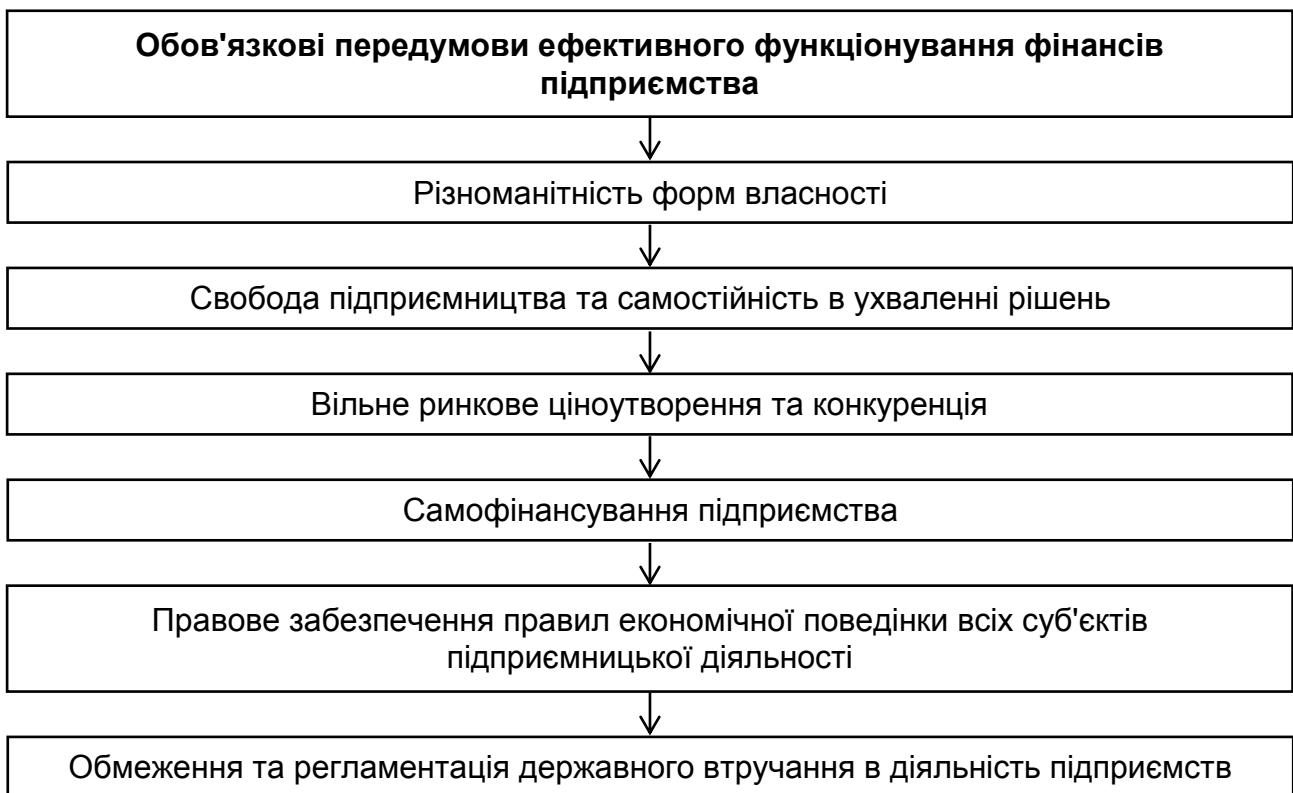 Обов'язкові передумови ефективного функціонування фінансів
підприємства
Різноманітність форм власності
Свобода підприємництва та самостійність в ухваленні рішень
Вільне ринкове ціноутворення та конкуренція
Самофінансування підприємства
Правове забезпечення правил економічної поведінки всіх суб'єктів
підприємницької діяльності
Обмеження та регламентація державного втручання в діяльність підприємств